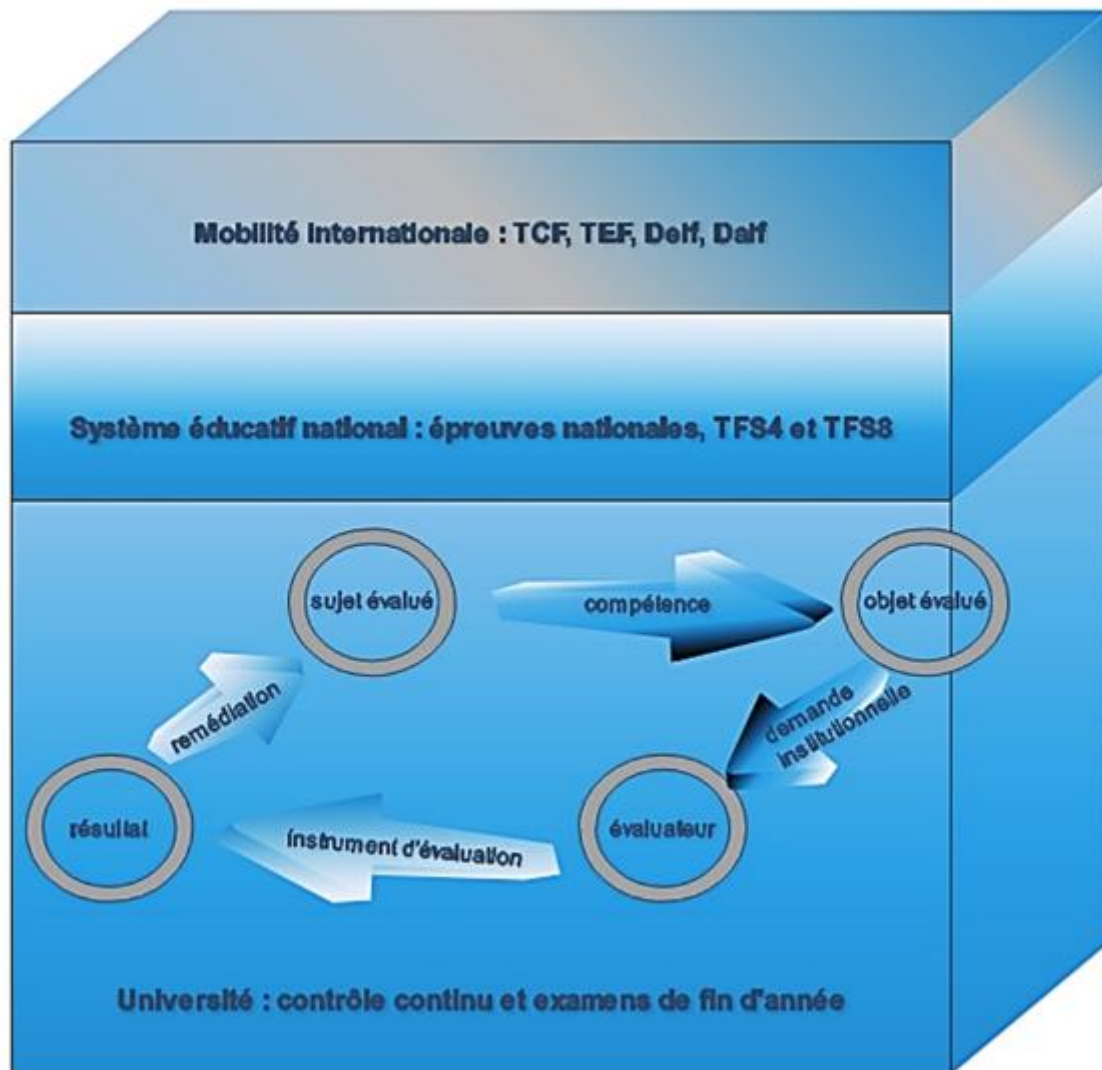 Mobilité internationale : TCF, TEF, Delf, Dalf
Système éducatif national : épreuves nationales, TFS4 et TFS8
sujet évalué
compétence
objet évalué
remédiation
demande
institutionnelle
résultat
instrument d'évaluation
évaluateur
Université : contrôle continu et examens de fin d'année